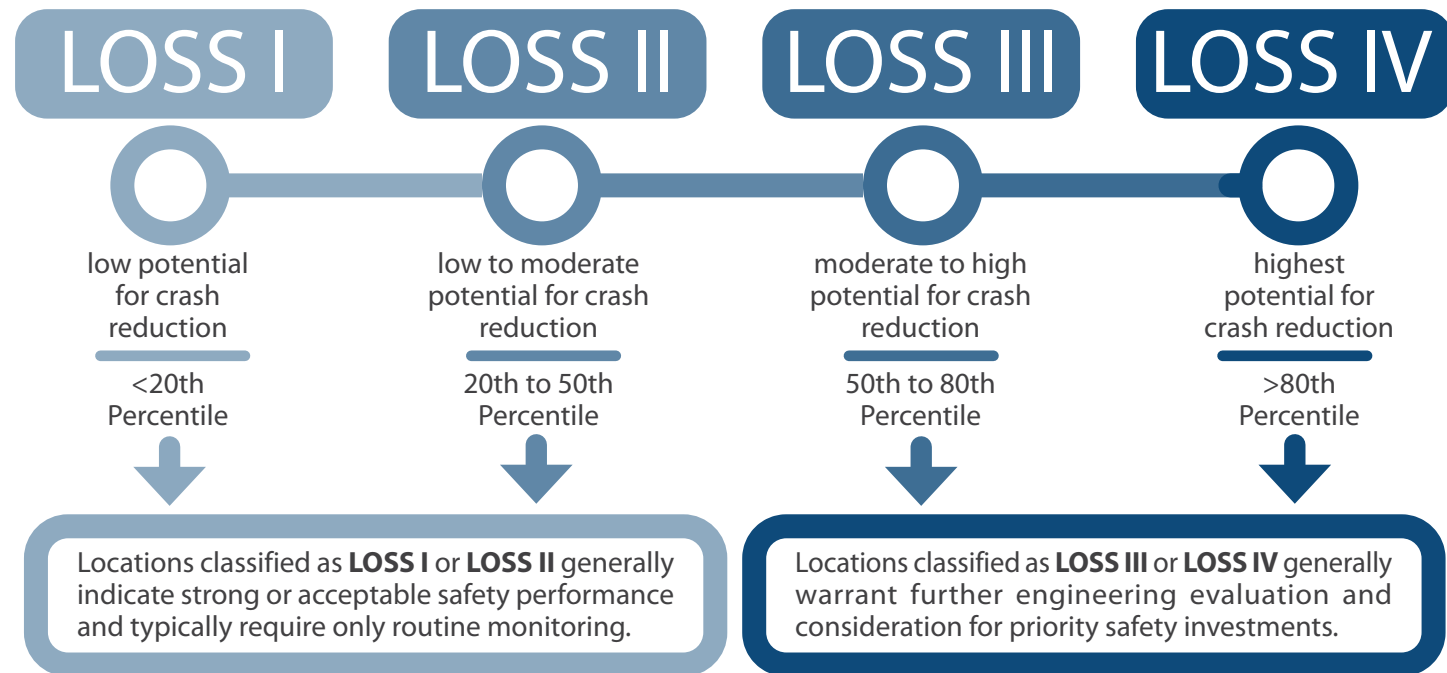 LOSS I
LOSS II
LOSS III
LOSS IV
low potential
for crash
reduction
<20th
Percentile
low to moderate
potential for crash
reduction
20th to 50th
Percentile
moderate to high
potential for crash
reduction
50th to 80th
Percentile
highest
potential for
crash reduction
>80th
Percentile
Locations classified as LOSS I or LOSS II generally
indicate strong or acceptable safety performance
and typically require only routine monitoring.
Locations classified as LOSS III or LOSS IV generally
warrant further engineering evaluation and
consideration for priority safety investments.